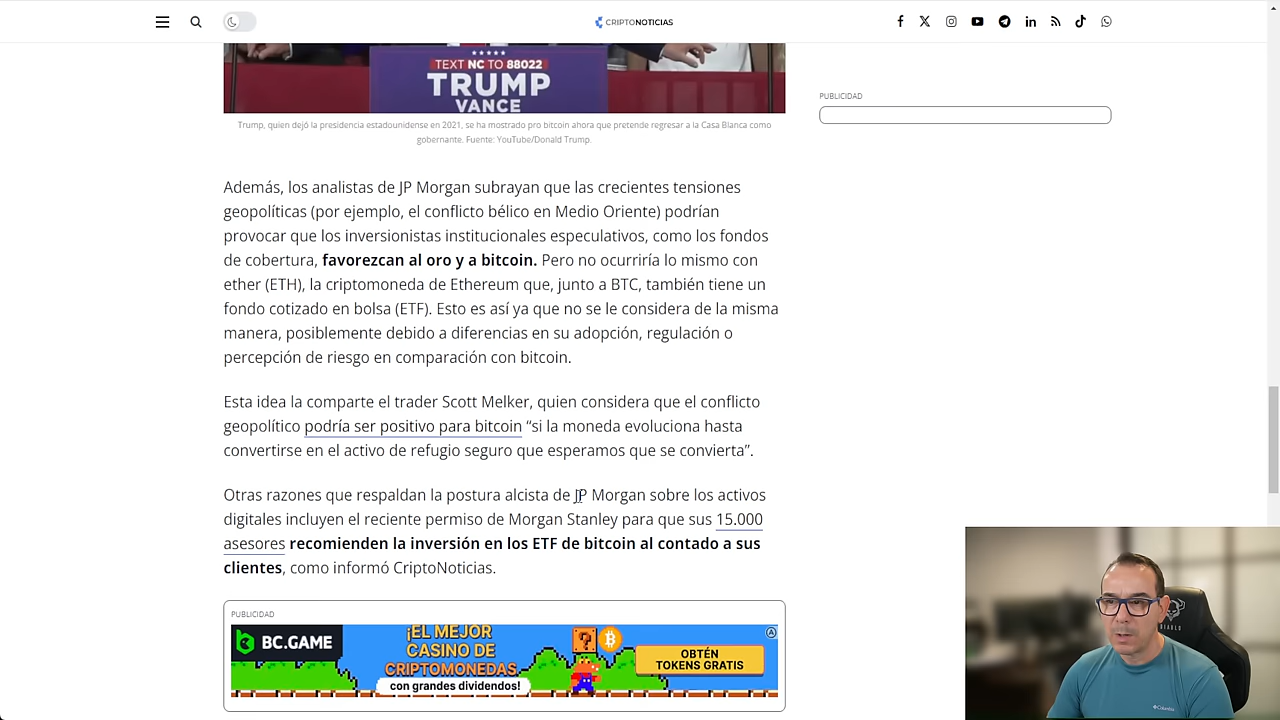 CRIPTONOTICIAS
TEXT NC TO 88022
TRUMP
VANCE
Trump, quien dejó la presidencia estadounidense en 2021, se ha mostrado pro bitcoin ahora que pretende regresar a la Casa Blanca como
gobernante. Fuente: YouTube/Donald Trump.
PUBLICIDAD
Además, los analistas de JP Morgan subrayan que las crecientes tensiones
geopolíticas (por ejemplo, el conflicto bélico en Medio Oriente) podrían
provocar que los inversionistas institucionales especulativos, como los fondos
de cobertura, favorezcan al oro y a bitcoin. Pero no ocurriría lo mismo con
ether (ETH), la criptomoneda de Ethereum que, junto a BTC, también tiene un
fondo cotizado en bolsa (ETF). Esto es así ya que no se le considera de la misma
manera, posiblemente debido a diferencias en su adopción, regulación o
percepción de riesgo en comparación con bitcoin.
Esta idea la comparte el trader Scott Melker, quien considera que el conflicto
geopolítico podría ser positivo para bitcoin “si la moneda evoluciona hasta
convertirse en el activo de refugio seguro que esperamos que se convierta”.
Otras razones que respaldan la postura alcista de JP Morgan sobre los activos
digitales incluyen el reciente permiso de Morgan Stanley para que sus 15.000
asesores recomienden la inversión en los ETF de bitcoin al contado a sus
clientes, como informó CriptoNoticias.
PUBLICIDAD
BC.GAME
¡EL MEJOR
CASINO DE
CRIPTOMONEDAS
con grandes dividendos!
OBTÉN
TOKENS GRATIS
DIABLO
Columbia